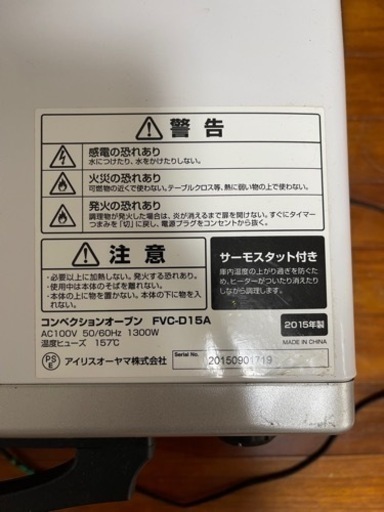 警告
感電の恐れあり
水につけたり、水をかけたりしない。
火災の恐れあり
可燃物の近くで使わない。テーブルクロス等、熱に弱い物の上で使わない。
発火の恐れあり
調理物が発火した場合は、炎が消えるまで扉を開けない。すぐにタイマー
つまみを「切」に戻し、電源プラグをコンセントから抜く。
注意
・必要以上に加熱しない。発火する恐れあり。
・使用中は本体のそばを離れない。
・本体の上に物を置かない。本体の下に物を入れない。
サーモスタット付き
庫内温度の上がり過ぎを防ぐため、ヒーターがついたり消えたりしながら調理します。
コンベクションオーブン FVC-D15A
AC100V 50/60Hz 1300W
温度ヒューズ 157℃
PS
E
アイリスオーヤマ株式会社
2015年製
MADE IN CHINA
Serial No.
20150901719